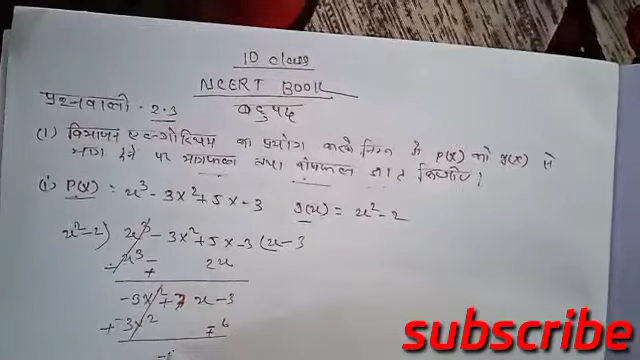 10 class
NCERT BOOK
प्रश्नवाली - 2.3
बहुपद
(1) विभाजन एल्गोरिथ्म का प्रयोग करके निम्न में P(x) को g(x) से
भाग देने पर भागफल तथा शेषफल ज्ञात कीजीए।
(i) P(x) = x³ - 3x² + 5x - 3 g(x) = x² - 2
x² - 2) x³ - 3x² + 5x - 3 (x - 3
x³ - 2x
- +
-3x² + 7x - 3
-3x² + 6
+ -
subscribe